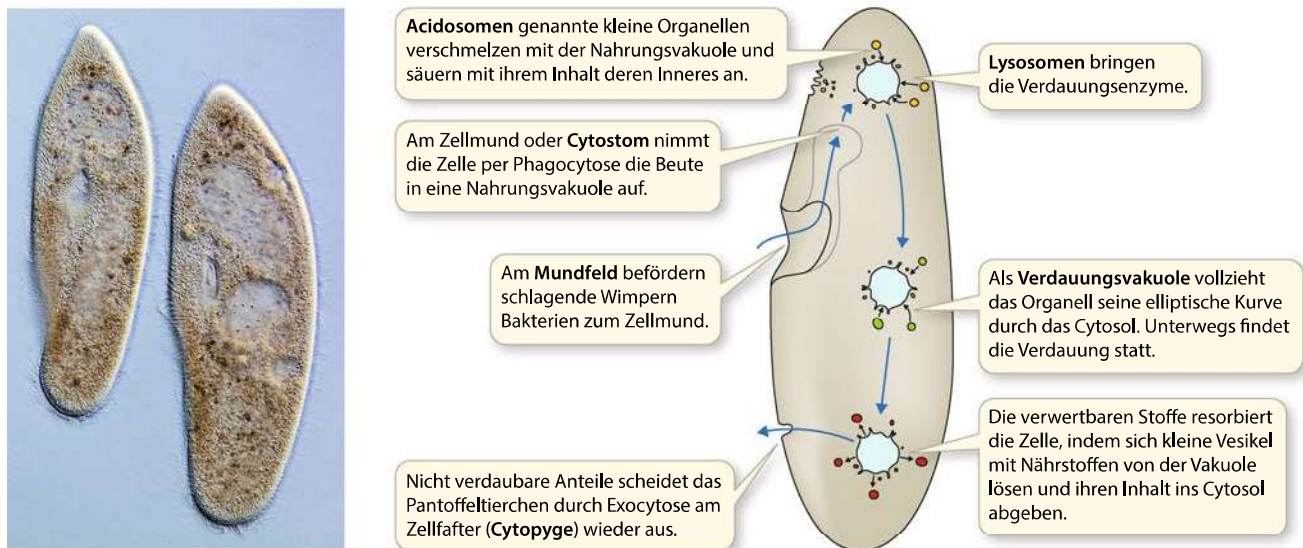 Acidosomen genannte kleine Organellen
verschmelzen mit der Nahrungsvakuole und
säuern mit ihrem Inhalt deren Inneres an.
Lysosomen bringen
die Verdauungsenzyme.
Am Zellmund oder Cytostom nimmt
die Zelle per Phagocytose die Beute
in eine Nahrungsvakuole auf.
Am Mundfeld befördern
schlagende Wimpern
Bakterien zum Zellmund.
Als Verdauungsvakuole vollzieht
das Organell seine elliptische Kurve
durch das Cytosol. Unterwegs findet
die Verdauung statt.
Die verwertbaren Stoffe resorbiert
die Zelle, indem sich kleine Vesikel
mit Nährstoffen von der Vakuole
lösen und ihren Inhalt ins Cytosol
abgeben.
Nicht verdaubare Anteile scheidet das
Pantoffeltierchen durch Exocytose am
Zellfafter (Cytopyge) wieder aus.